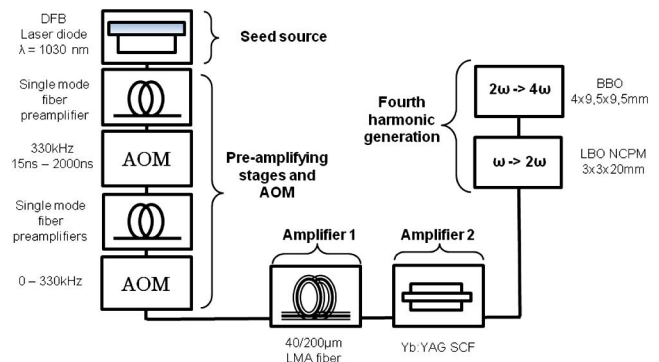 DFB
Laser diode
λ = 1030 nm
Seed source
Single mode
fiber
preamplifier
330kHz
15ns – 2000ns
AOM
Pre-amplifying
stages and
AOM
Single mode
fiber
preamplifiers
0 – 330kHz
AOM
Amplifier 1
40/200µm
LMA fiber
Amplifier 2
Yb:YAG SCF
Fourth
harmonic
generation
2ω -> 4ω
BBO
4x9,5x9,5mm
ω -> 2ω
LBO NCPM
3x3x20mm